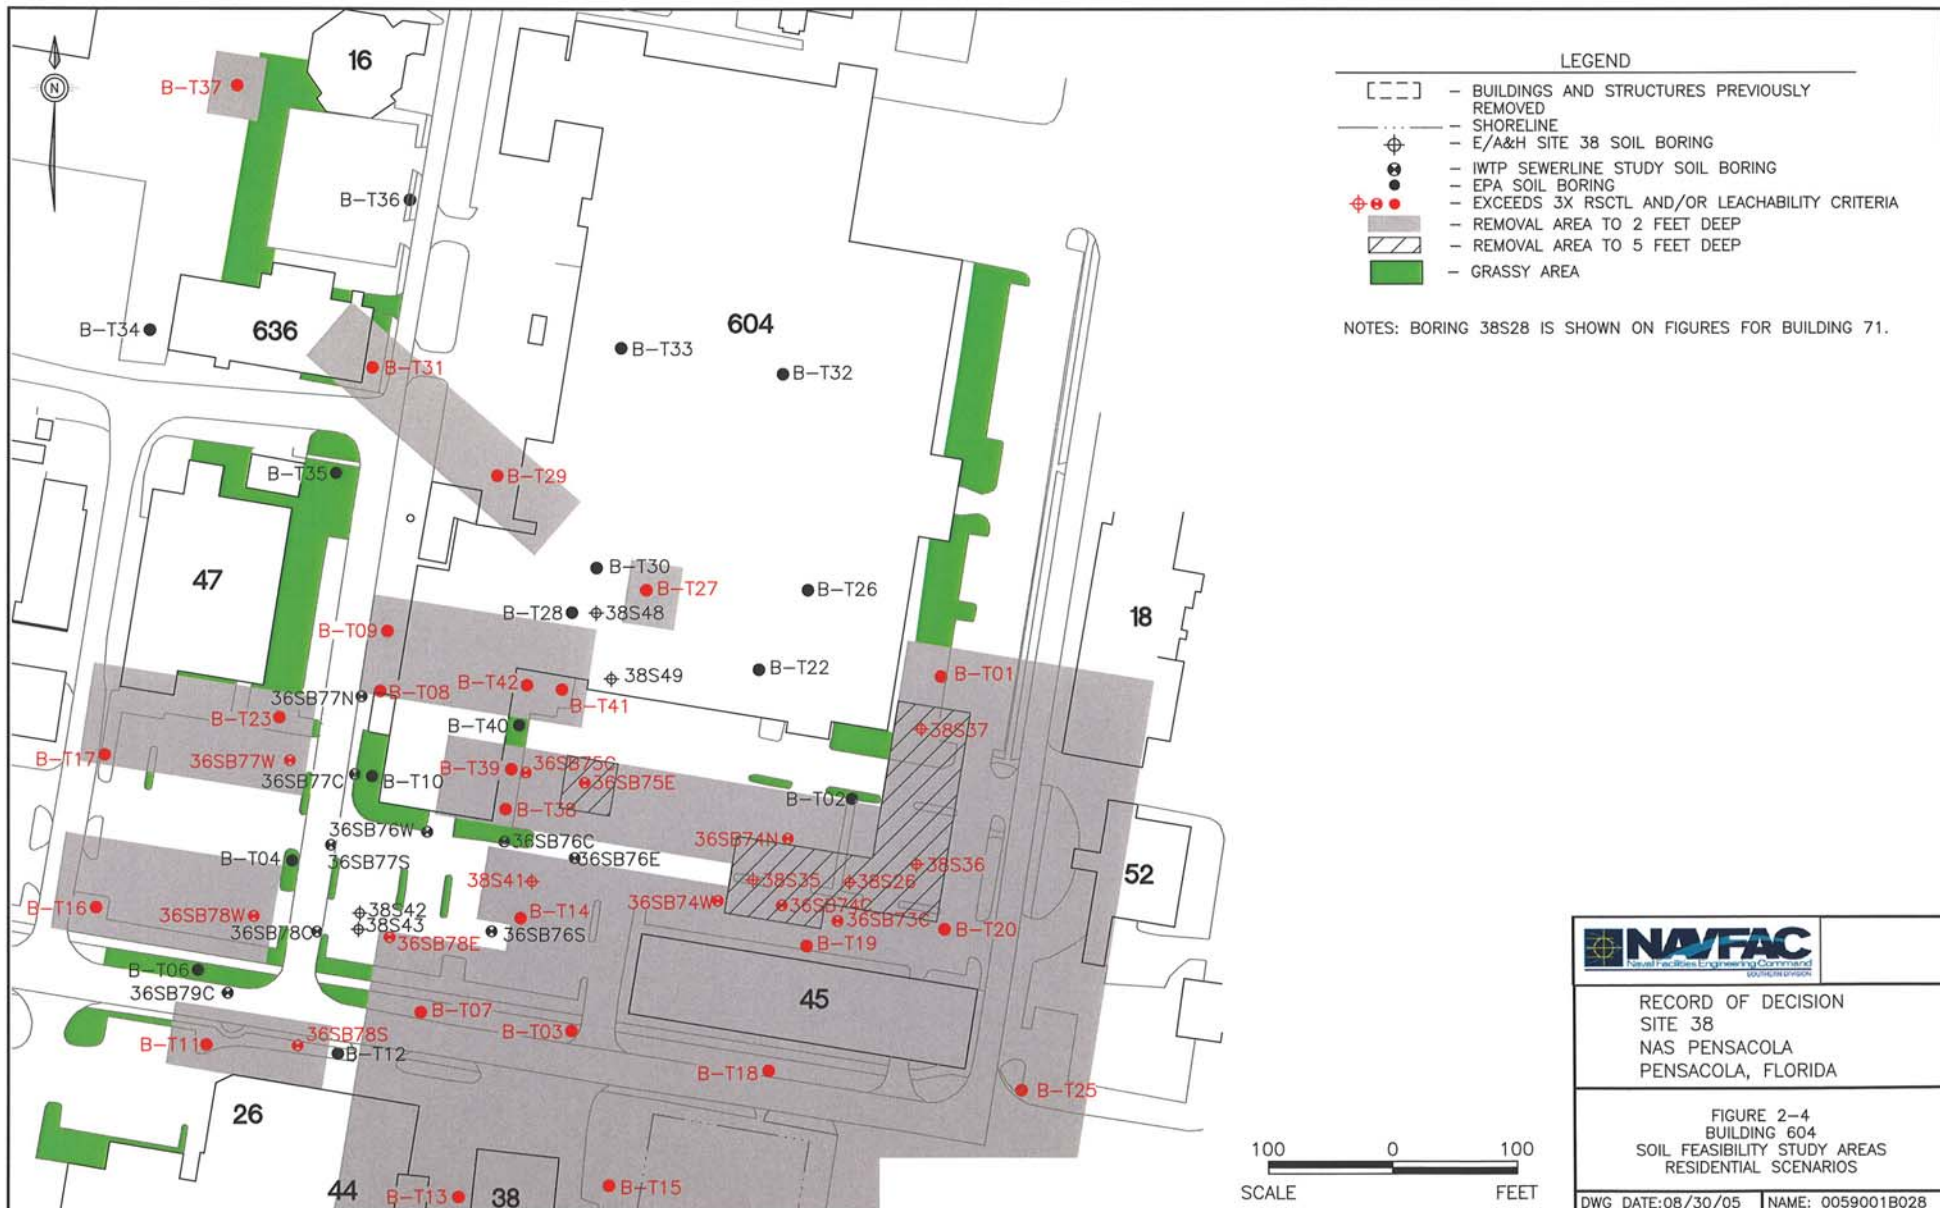 LEGEND
– BUILDINGS AND STRUCTURES PREVIOUSLY
REMOVED
– SHORELINE
– E/A&H SITE 38 SOIL BORING
– IWTP SEWERLINE STUDY SOIL BORING
– EPA SOIL BORING
– EXCEEDS 3X RSCTL AND/OR LEACHABILITY CRITERIA
– REMOVAL AREA TO 2 FEET DEEP
– REMOVAL AREA TO 5 FEET DEEP
– GRASSY AREA
NOTES: BORING 38S28 IS SHOWN ON FIGURES FOR BUILDING 71.
N
16
B–T37
B–T36
B–T34
636
604
B–T33
B–T32
B–T31
B–T35
B–T29
47
B–T30
B–T27
B–T26
B–T28
38S48
18
B–T09
B–T22
38S49
B–T01
B–T42
B–T08
36SB77N
B–T41
B–T23
B–T40
38S37
B–T17
36SB77W
36SB75C
B–T39
36SB77C
B–T10
36SB75E
B–T02
B–T38
36SB76W
36SB74N
36SB76C
B–T04
36SB77S
36SB76E
38S36
38S41
38S35
38S26
52
B–T16
36SB78W
38S42
36SB74W
36SB74C
B–T14
38S43
36SB73C
36SB78C
36SB78E
36SB76S
B–T20
B–T19
B–T06
36SB79C
45
B–T07
B–T03
36SB78S
B–T11
B–T12
B–T18
B–T25
26
44
B–T13
38
B–T15
100 0 100
SCALE FEET
NAVFAC
Naval Facilities Engineering Command
SOUTHERN DIVISION
RECORD OF DECISION
SITE 38
NAS PENSACOLA
PENSACOLA, FLORIDA
FIGURE 2–4
BUILDING 604
SOIL FEASIBILITY STUDY AREAS
RESIDENTIAL SCENARIOS
DWG DATE:08/30/05 NAME: 0059001B028